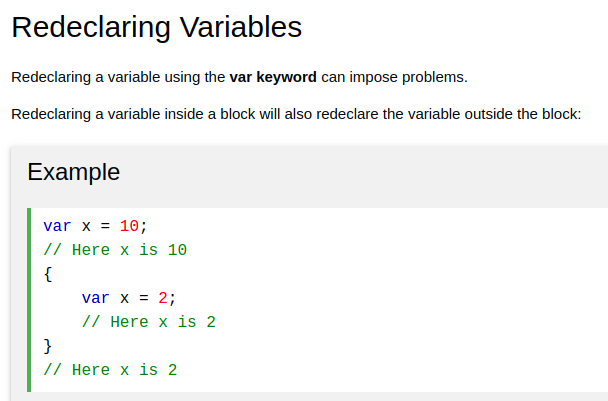 Redeclaring Variables
Redeclaring a variable using the var keyword can impose problems.
Redeclaring a variable inside a block will also redeclare the variable outside the block:
Example
var x = 10;
// Here x is 10
{
    var x = 2;
    // Here x is 2
}
// Here x is 2